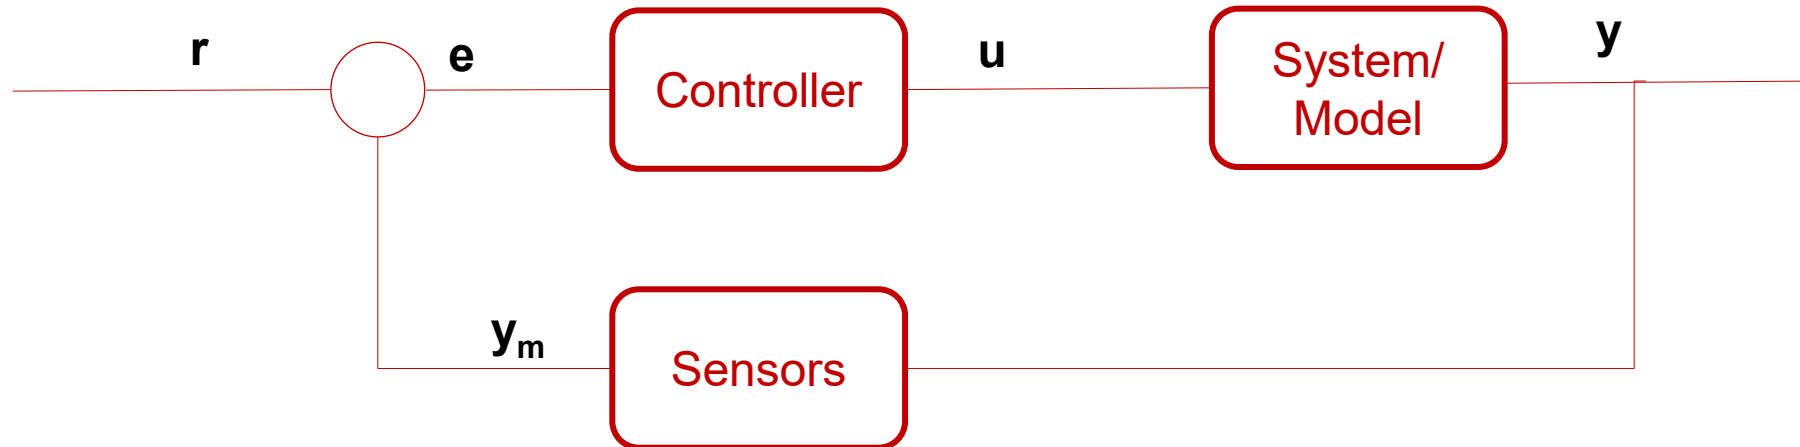 r
e
Controller
u
System/
Model
y
yₘ
Sensors